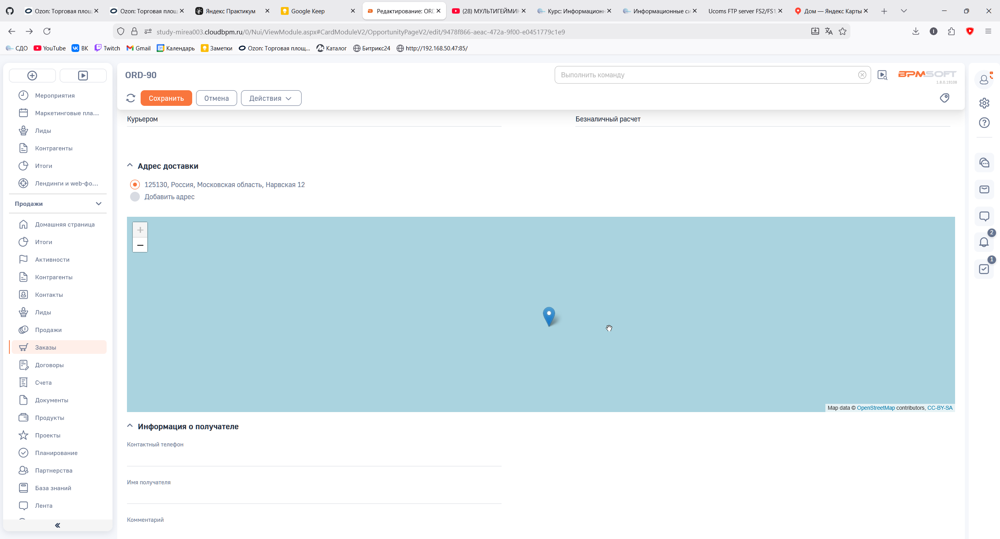 Ozon: Торговая площ
Ozon: Торговая площ
Яндекс Практикум
Google Keep
Редактирование: ORD
(28) МУЛЬТИГЕЙМИН
Курс: Информационн
Информационные си
Ucoms FTP server FS2/FS1
Дом — Яндекс Карты
study-mirea003.cloudbpm.ru/0/Nui/ViewModule.aspx#CardModuleV2/OpportunityPageV2/edit/9478f866-aeac-472a-9f00-e0451779c1e9
СДО
YouTube
ВК
Twitch
Gmail
31
Календарь
Заметки
Ozon: Торговая площ...
Каталог
Битрикс24
http://192.168.50.47:85/
Мероприятия
Маркетинговые пла...
Лиды
Контрагенты
Итоги
Лендинги и web-фо...
Продажи
Домашняя страница
Итоги
Активности
Контрагенты
Контакты
Лиды
Продажи
Заказы
Договоры
Счета
Документы
Продукты
Проекты
Планирование
Партнерства
База знаний
Лента
ORD-90
Выполнить команду
BPMSOFT
1.8.0.19108
Сохранить
Отмена
Действия
Курьером
Безналичный расчет
Адрес доставки
125130, Россия, Московская область, Нарвская 12
Добавить адрес
+
−
Map data © OpenStreetMap contributors, CC-BY-SA
Информация о получателе
Контактный телефон
Имя получателя
Комментарий
2
1